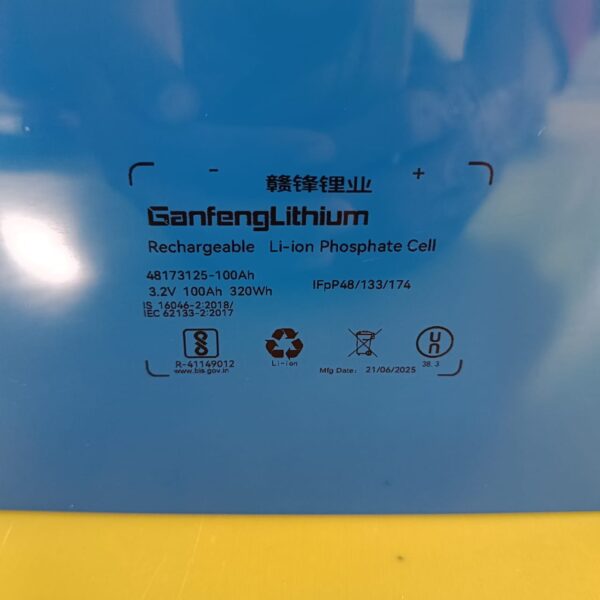 - +
赣锋锂业
GanfengLithium
Rechargeable Li-ion Phosphate Cell
48173125-100Ah
3.2V 100Ah 320Wh IFpP48/133/174
IS 16046-2:2018/
IEC 62133-2:2017
R-41149012
www.bis.gov.in
Li-ion
Mfg Date: 21/06/2025
UN
38.3